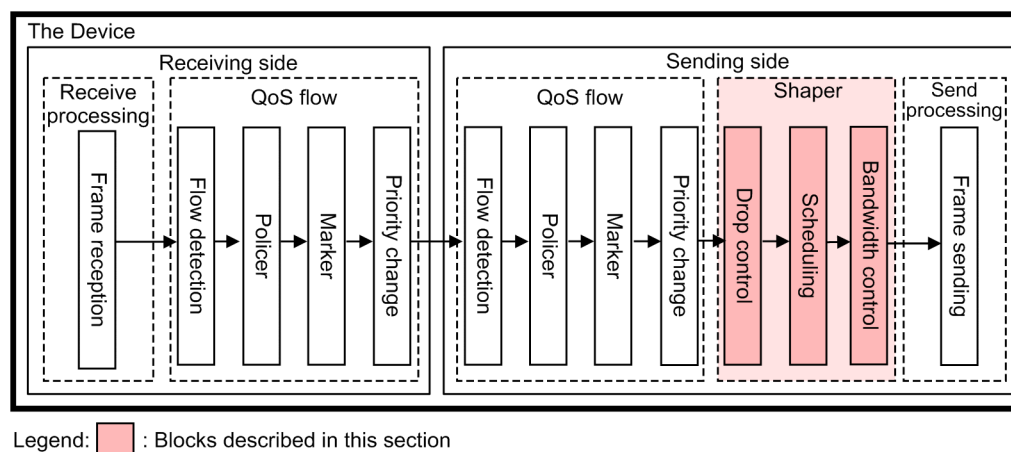 The Device
Receiving side
Sending side
Receive
processing
QoS flow
QoS flow
Shaper
Send
processing
Frame reception
Flow detection
Policer
Marker
Priority change
Flow detection
Policer
Marker
Priority change
Drop control
Scheduling
Bandwidth control
Frame sending
Legend: : Blocks described in this section